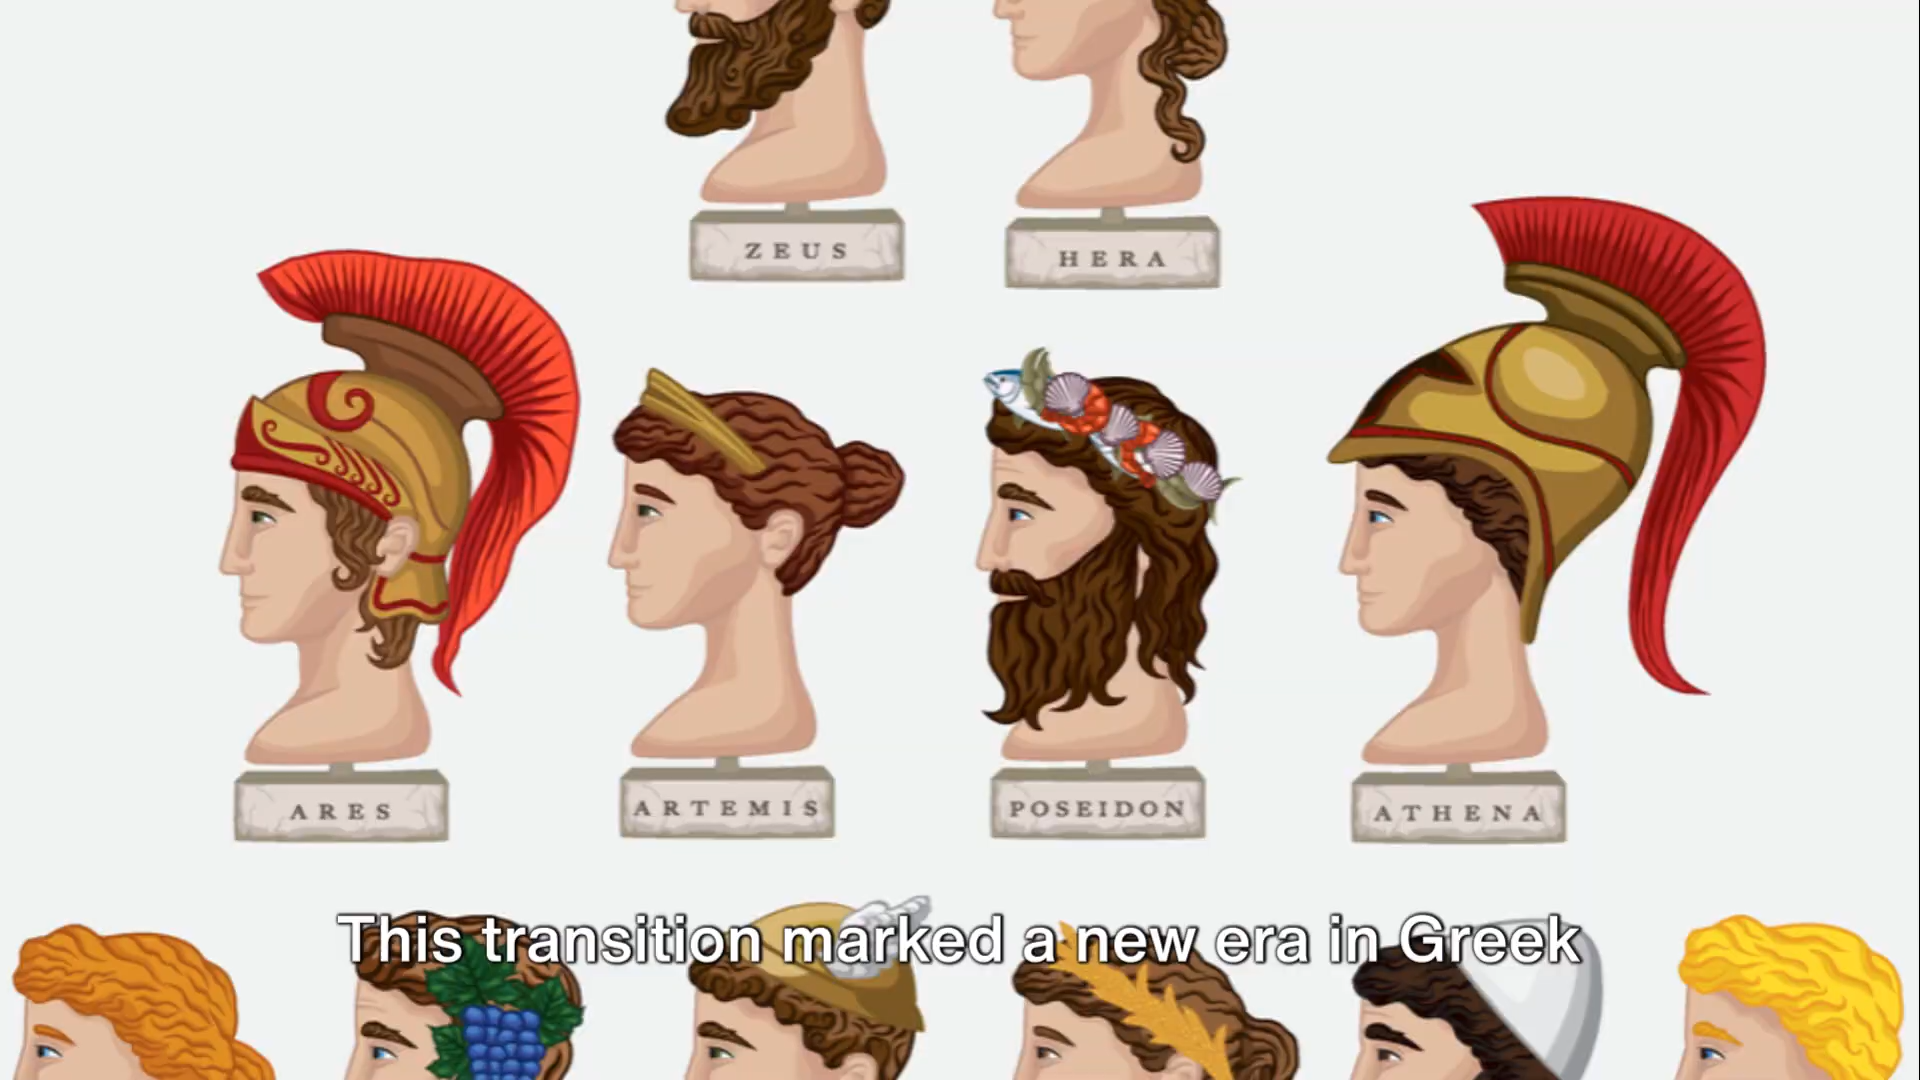 ZEUS
HERA
ARES
ARTEMIS
POSEIDON
ATHENA
This transition marked a new era in Greek